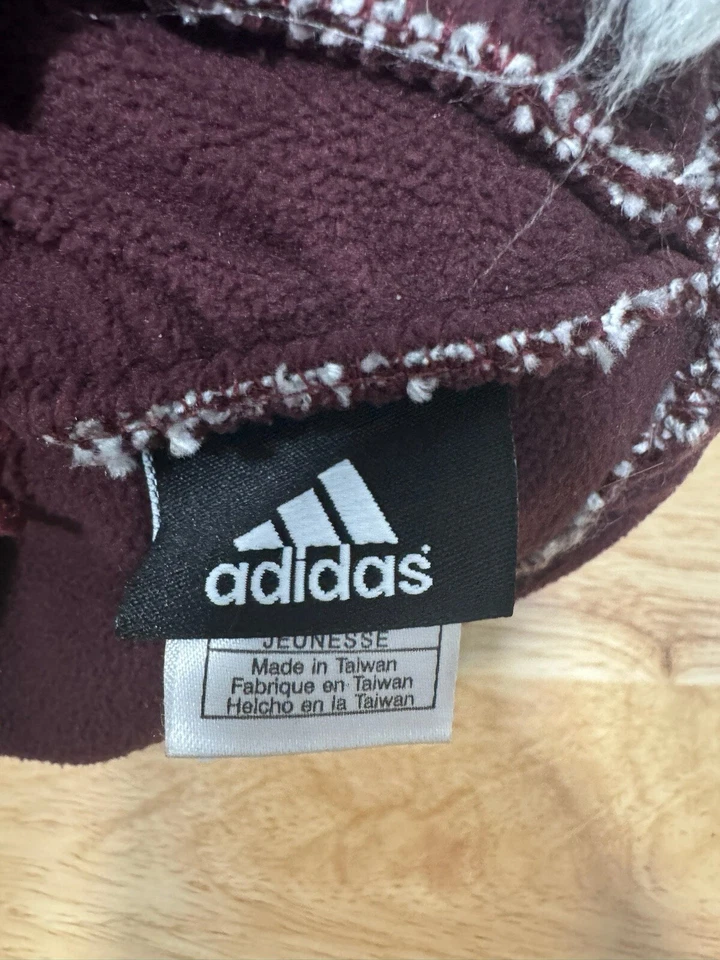 adidas
JEUNESSE
Made in Taiwan
Fabrique en Taiwan
Helcho en la Taiwan